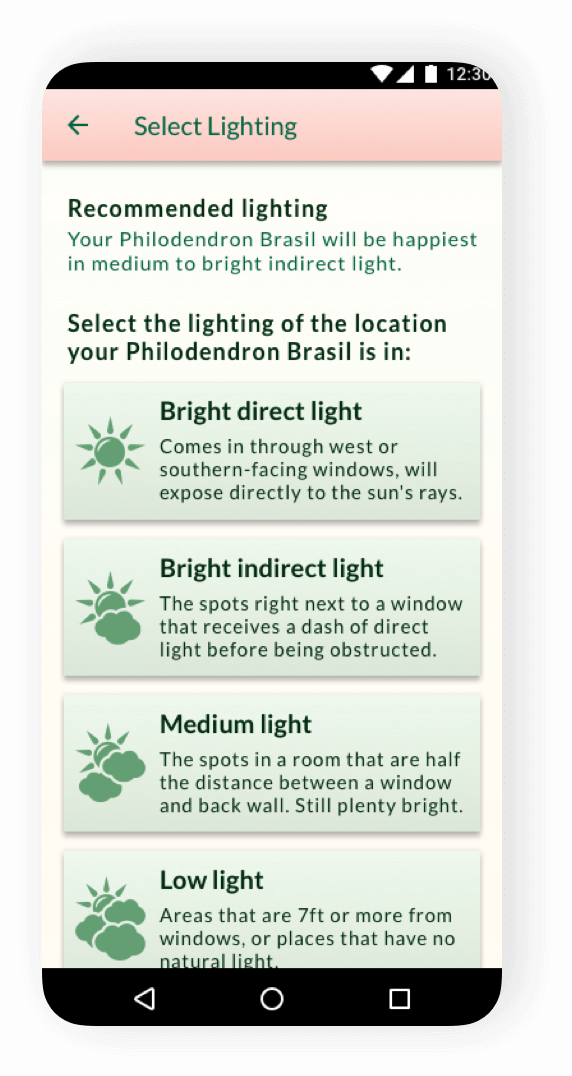 12:30
Select Lighting
Recommended lighting
Your Philodendron Brasil will be happiest
in medium to bright indirect light.
Select the lighting of the location
your Philodendron Brasil is in:
Bright direct light
Comes in through west or
southern-facing windows, will
expose directly to the sun's rays.
Bright indirect light
The spots right next to a window
that receives a dash of direct
light before being obstructed.
Medium light
The spots in a room that are half
the distance between a window
and back wall. Still plenty bright.
Low light
Areas that are 7ft or more from
windows, or places that have no
natural light.